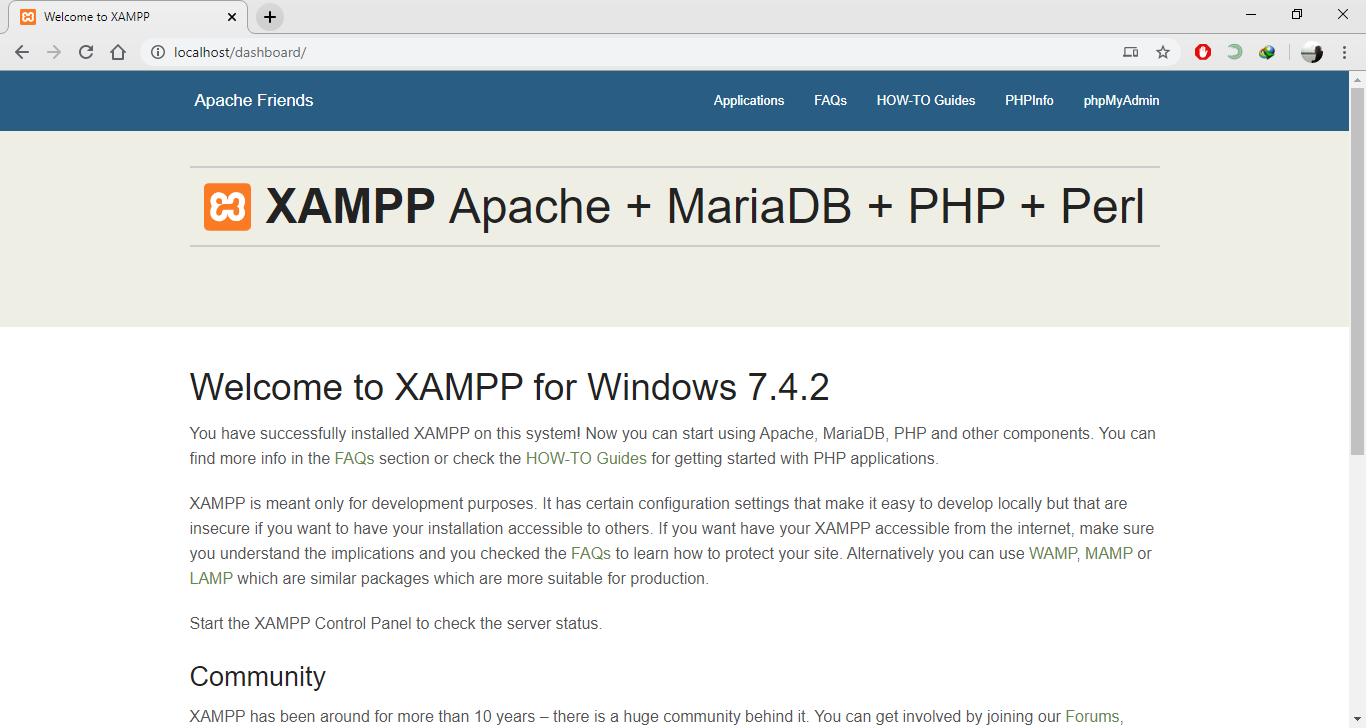 Welcome to XAMPP
localhost/dashboard/
Apache Friends
Applications FAQs HOW-TO Guides PHPInfo phpMyAdmin
XAMPP Apache + MariaDB + PHP + Perl
Welcome to XAMPP for Windows 7.4.2
You have successfully installed XAMPP on this system! Now you can start using Apache, MariaDB, PHP and other components. You can
find more info in the FAQs section or check the HOW-TO Guides for getting started with PHP applications.
XAMPP is meant only for development purposes. It has certain configuration settings that make it easy to develop locally but that are
insecure if you want to have your installation accessible to others. If you want have your XAMPP accessible from the internet, make sure
you understand the implications and you checked the FAQs to learn how to protect your site. Alternatively you can use WAMP, MAMP or
LAMP which are similar packages which are more suitable for production.
Start the XAMPP Control Panel to check the server status.
Community
XAMPP has been around for more than 10 years – there is a huge community behind it. You can get involved by joining our Forums,